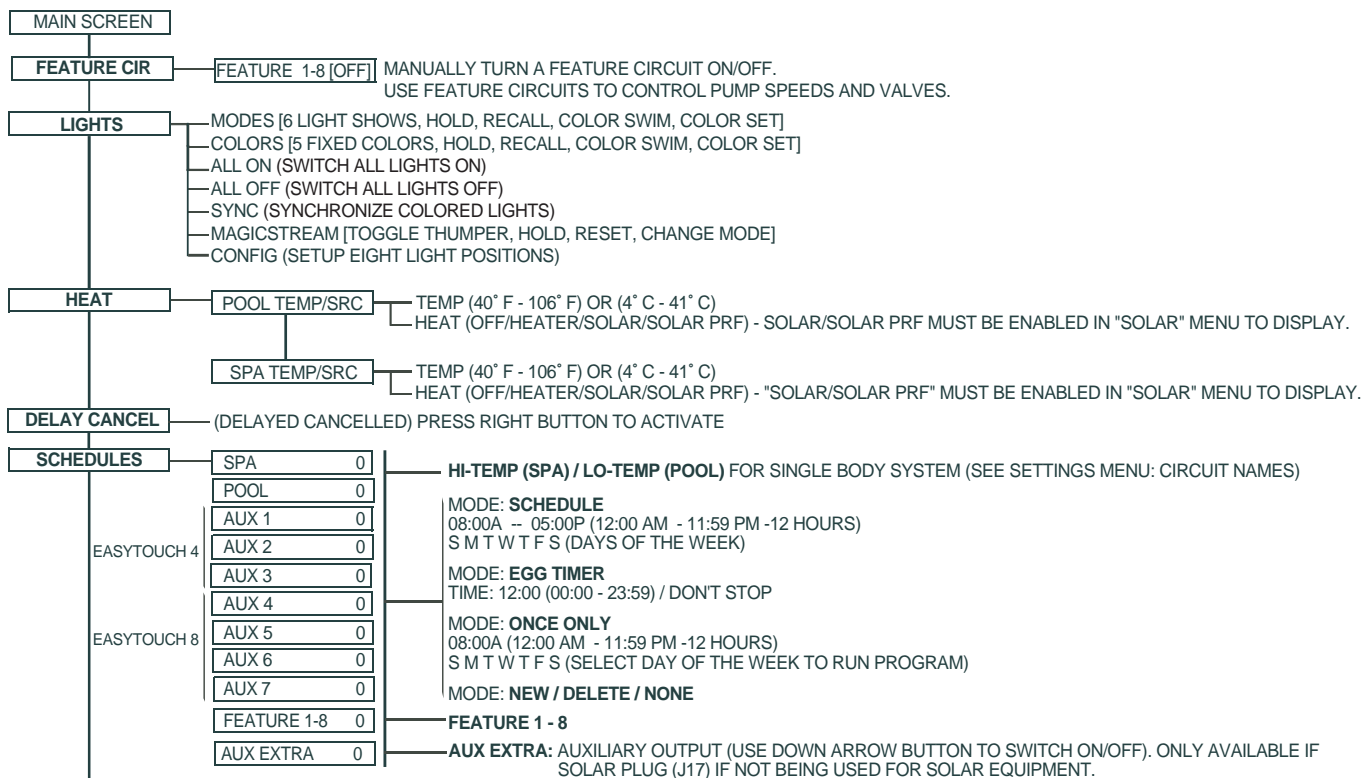 MAIN SCREEN
FEATURE CIR
FEATURE 1-8 [OFF]
MANUALLY TURN A FEATURE CIRCUIT ON/OFF.
USE FEATURE CIRCUITS TO CONTROL PUMP SPEEDS AND VALVES.
LIGHTS
MODES [6 LIGHT SHOWS, HOLD, RECALL, COLOR SWIM, COLOR SET]
COLORS [5 FIXED COLORS, HOLD, RECALL, COLOR SWIM, COLOR SET]
ALL ON (SWITCH ALL LIGHTS ON)
ALL OFF (SWITCH ALL LIGHTS OFF)
SYNC (SYNCHRONIZE COLORED LIGHTS)
MAGICSTREAM [TOGGLE THUMPER, HOLD, RESET, CHANGE MODE]
CONFIG (SETUP EIGHT LIGHT POSITIONS)
HEAT
POOL TEMP/SRC
TEMP (40˚ F - 106˚ F) OR (4˚ C - 41˚ C)
HEAT (OFF/HEATER/SOLAR/SOLAR PRF) - SOLAR/SOLAR PRF MUST BE ENABLED IN "SOLAR" MENU TO DISPLAY.
SPA TEMP/SRC
TEMP (40˚ F - 106˚ F) OR (4˚ C - 41˚ C)
HEAT (OFF/HEATER/SOLAR/SOLAR PRF) - "SOLAR/SOLAR PRF" MUST BE ENABLED IN "SOLAR" MENU TO DISPLAY.
DELAY CANCEL
(DELAYED CANCELLED) PRESS RIGHT BUTTON TO ACTIVATE
SCHEDULES
SPA 0
POOL 0
AUX 1 0
AUX 2 0
AUX 3 0
AUX 4 0
AUX 5 0
AUX 6 0
AUX 7 0
FEATURE 1-8 0
AUX EXTRA 0
EASYTOUCH 4
EASYTOUCH 8
HI-TEMP (SPA) / LO-TEMP (POOL) FOR SINGLE BODY SYSTEM (SEE SETTINGS MENU: CIRCUIT NAMES)
MODE: SCHEDULE
08:00A -- 05:00P (12:00 AM - 11:59 PM -12 HOURS)
S M T W T F S (DAYS OF THE WEEK)
MODE: EGG TIMER
TIME: 12:00 (00:00 - 23:59) / DON'T STOP
MODE: ONCE ONLY
08:00A (12:00 AM - 11:59 PM -12 HOURS)
S M T W T F S (SELECT DAY OF THE WEEK TO RUN PROGRAM)
MODE: NEW / DELETE / NONE
FEATURE 1 - 8
AUX EXTRA: AUXILIARY OUTPUT (USE DOWN ARROW BUTTON TO SWITCH ON/OFF). ONLY AVAILABLE IF
SOLAR PLUG (J17) IF NOT BEING USED FOR SOLAR EQUIPMENT.